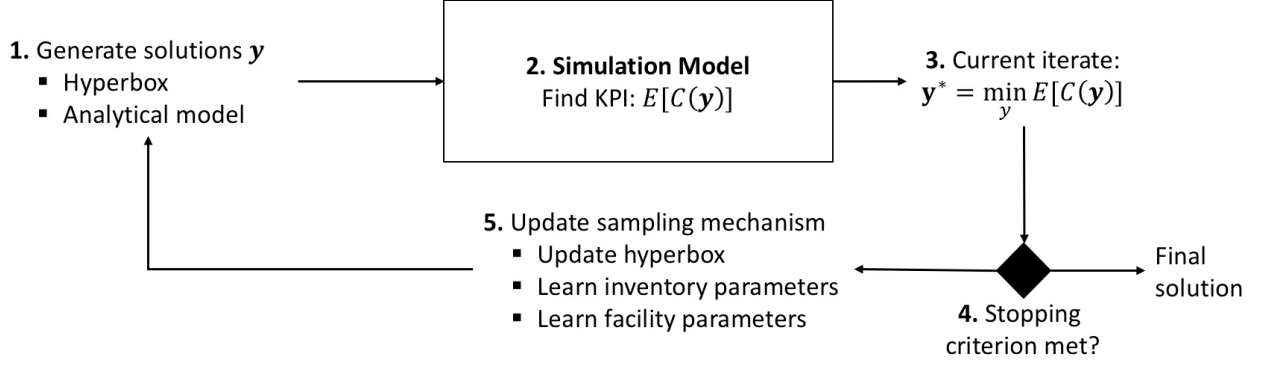 1. Generate solutions y
▪ Hyperbox
▪ Analytical model
2. Simulation Model
Find KPI: E[C(y)]
3. Current iterate:
y* = min E[C(y)]
y
5. Update sampling mechanism
▪ Update hyperbox
▪ Learn inventory parameters
▪ Learn facility parameters
4. Stopping
criterion met?
Final
solution